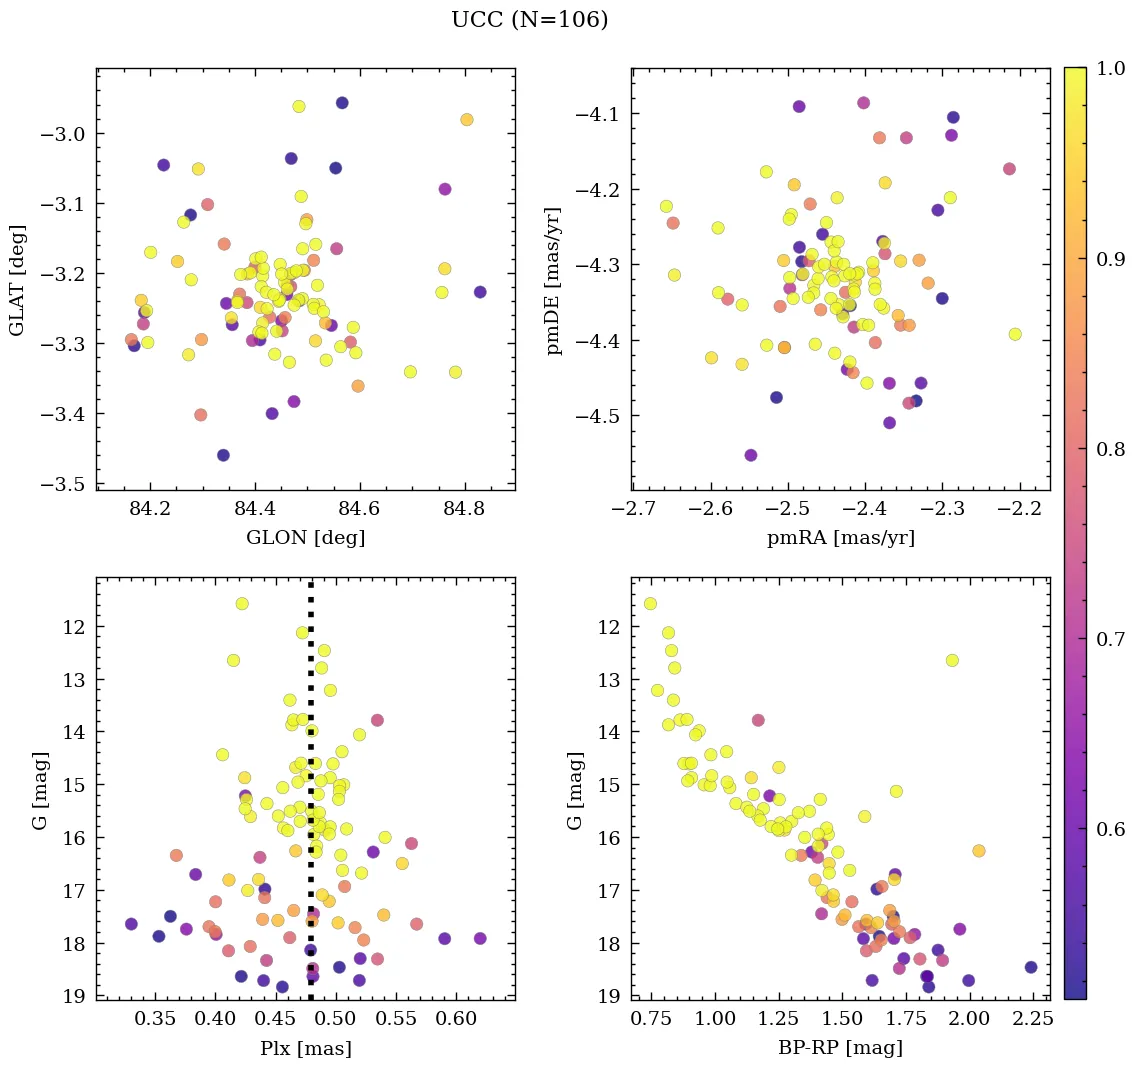 UCC (N=106)
−3.0
−3.1
−3.2
−3.3
−3.4
−3.5
GLAT [deg]
84.2 84.4 84.6 84.8
GLON [deg]
−4.1
−4.2
−4.3
−4.4
−4.5
pmDE [mas/yr]
−2.7 −2.6 −2.5 −2.4 −2.3 −2.2
pmRA [mas/yr]
1.0
0.9
0.8
0.7
0.6
12
13
14
15
16
17
18
19
G [mag]
0.35 0.40 0.45 0.50 0.55 0.60
Plx [mas]
12
13
14
15
16
17
18
19
G [mag]
0.75 1.00 1.25 1.50 1.75 2.00 2.25
BP-RP [mag]